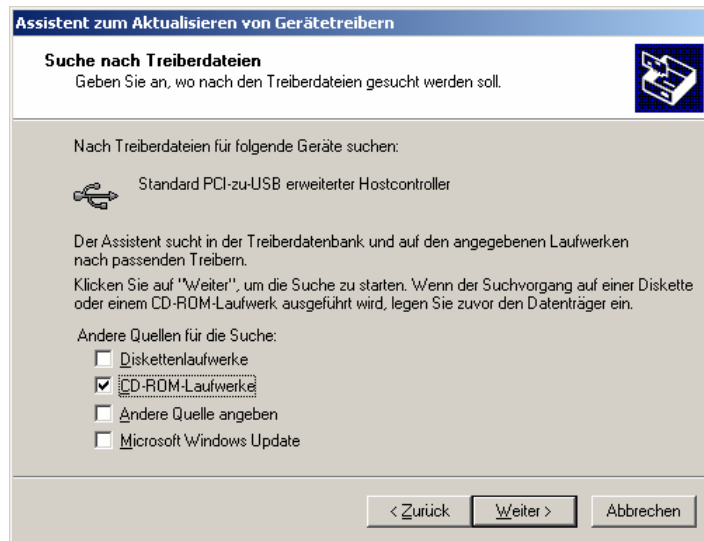 Assistent zum Aktualisieren von Gerätetreibern
Suche nach Treiberdateien
Geben Sie an, wo nach den Treiberdateien gesucht werden soll.
Nach Treiberdateien für folgende Geräte suchen:
Standard PCI-zu-USB erweiterter Hostcontroller
Der Assistent sucht in der Treiberdatenbank und auf den angegebenen Laufwerken
nach passenden Treibern.
Klicken Sie auf "Weiter", um die Suche zu starten. Wenn der Suchvorgang auf einer Diskette
oder einem CD-ROM-Laufwerk ausgeführt wird, legen Sie zuvor den Datenträger ein.
Andere Quellen für die Suche:
Diskettenlaufwerke
CD-ROM-Laufwerke
Andere Quelle angeben
Microsoft Windows Update
< Zurück Weiter > Abbrechen